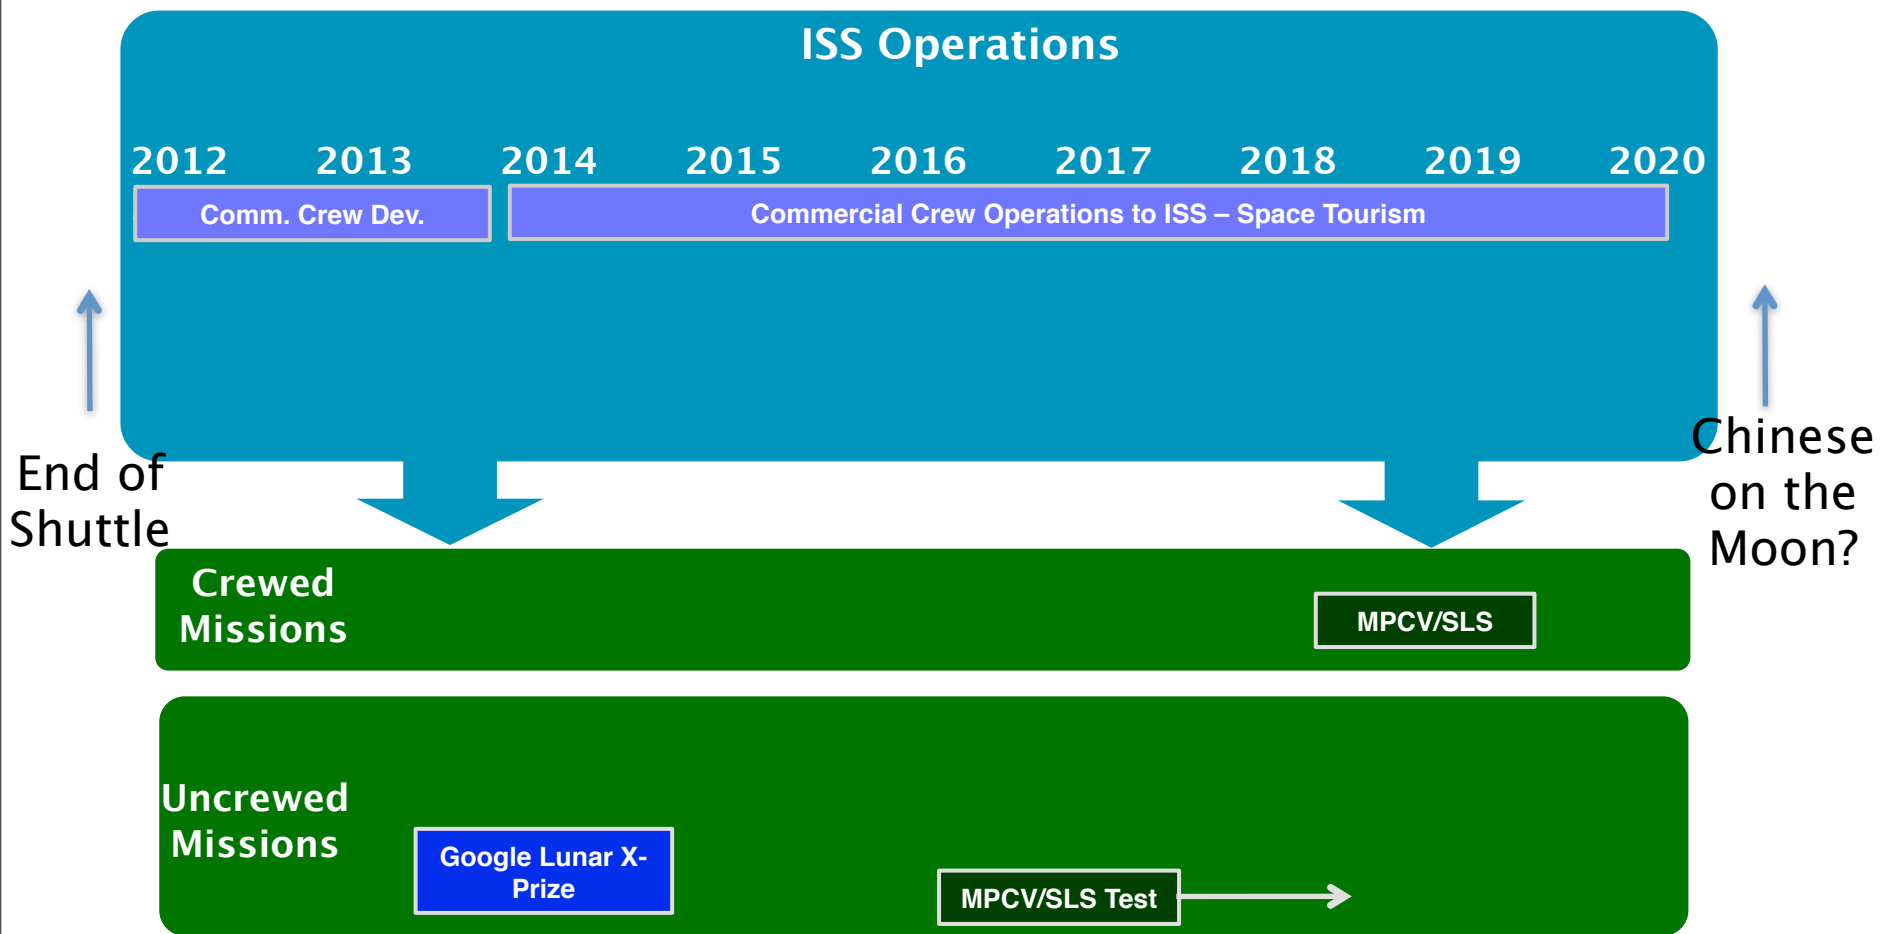 ISS Operations
2012 2013 2014 2015 2016 2017 2018 2019 2020
Comm. Crew Dev.
Commercial Crew Operations to ISS – Space Tourism
End of
Shuttle
Chinese
on the
Moon?
Crewed
Missions
MPCV/SLS
Uncrewed
Missions
Google Lunar X-
Prize
MPCV/SLS Test